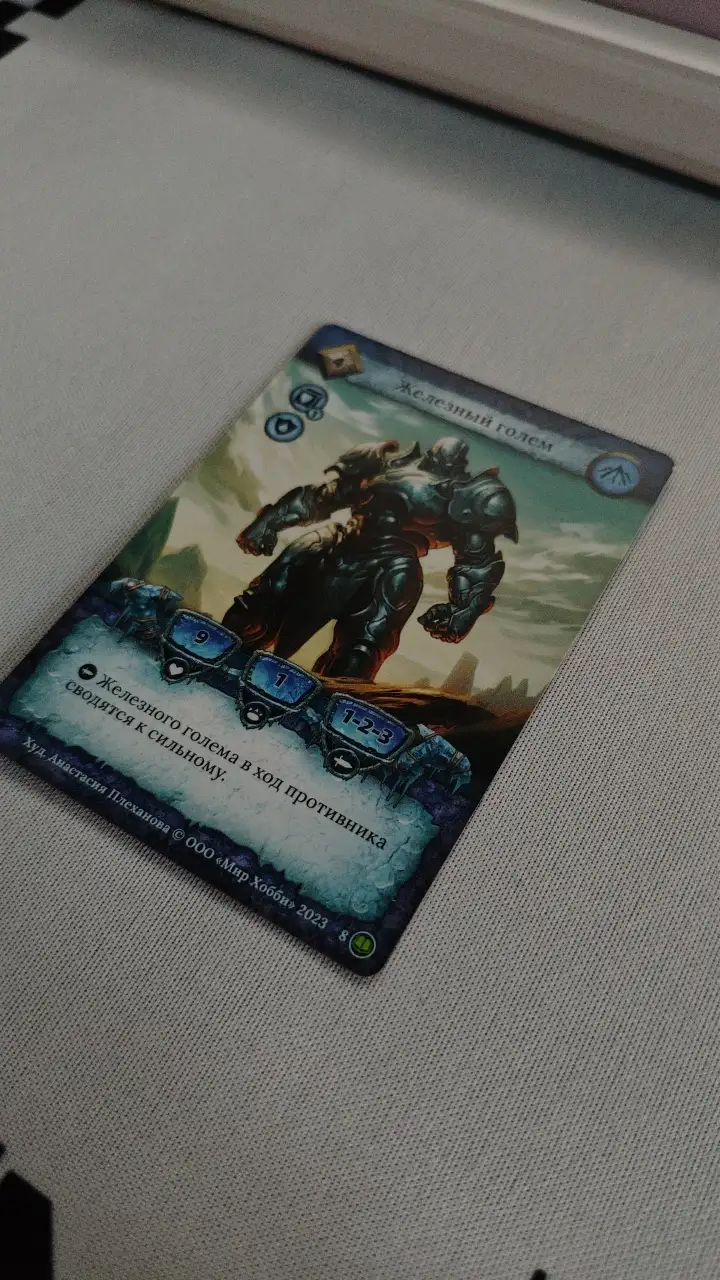 Железный голем
9
1
1-2-3
Железного голема в ход противника
сводятся к сильному.
Худ. Анастасия Плеханова © ООО «Мир Хобби» 2023 8